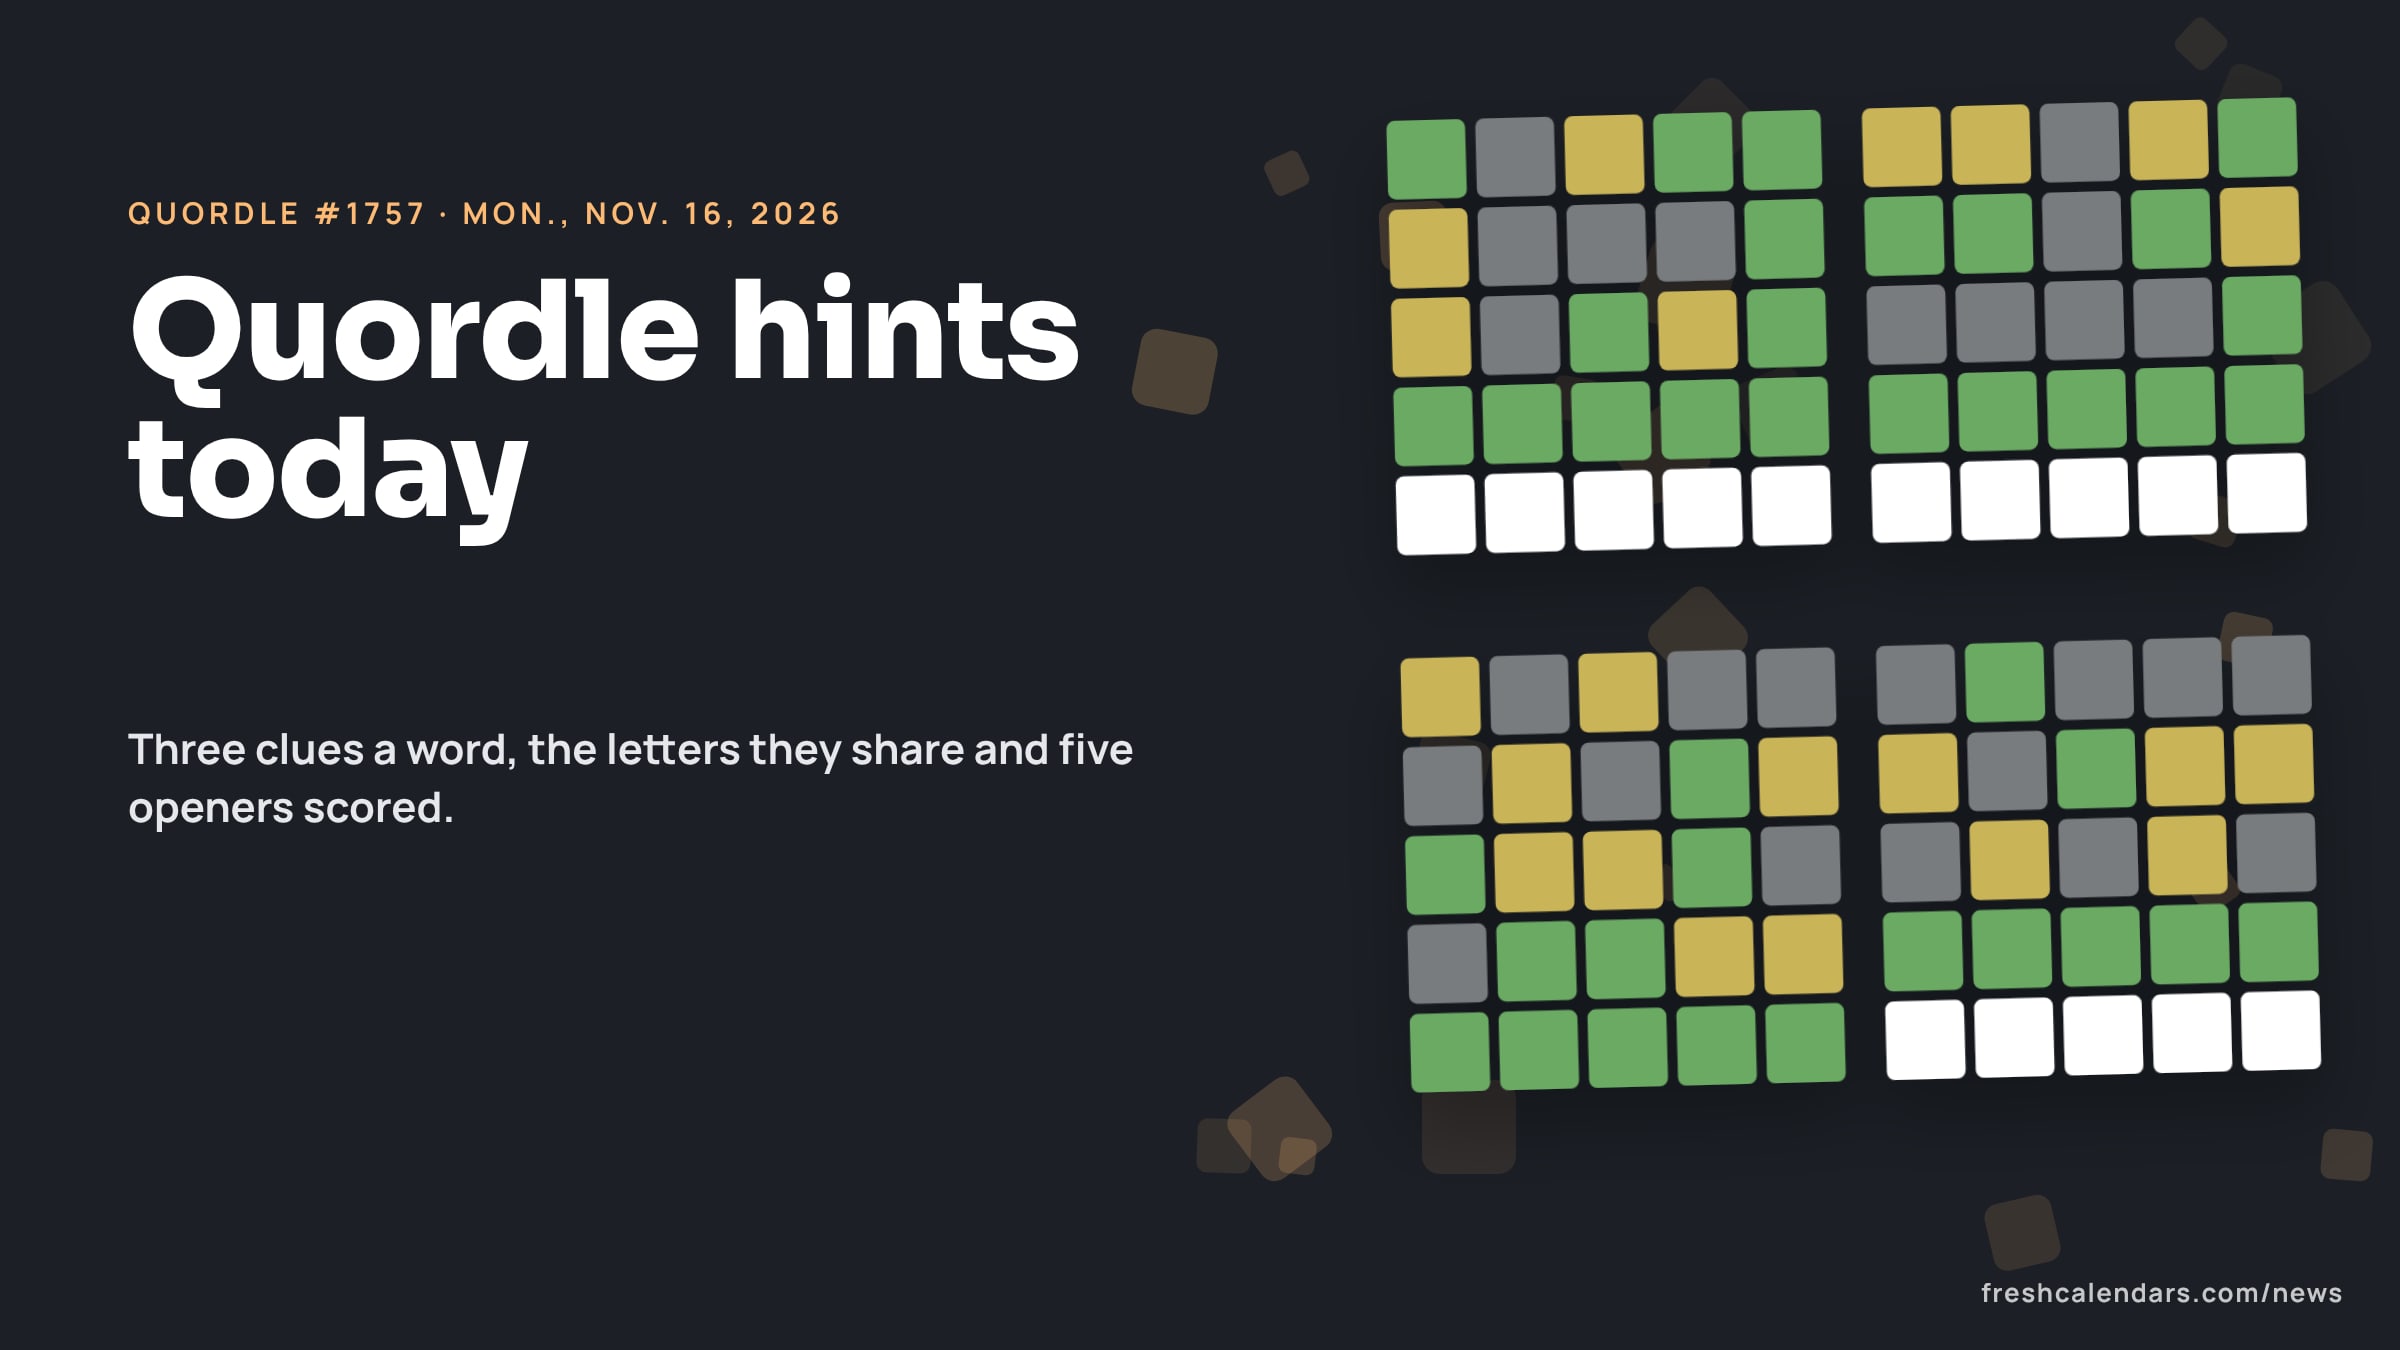 QUORDLE #1757 · MON., NOV. 16, 2026
Quordle hints
today
Three clues a word, the letters they share and five
openers scored.
freshcalendars.com/news